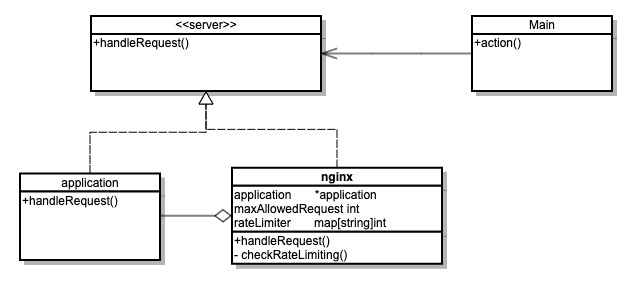 <<server>>
+handleRequest()
Main
+action()
application
+handleRequest()
nginx
application *application
maxAllowedRequest int
rateLimiter map[string]int
+handleRequest()
- checkRateLimiting()